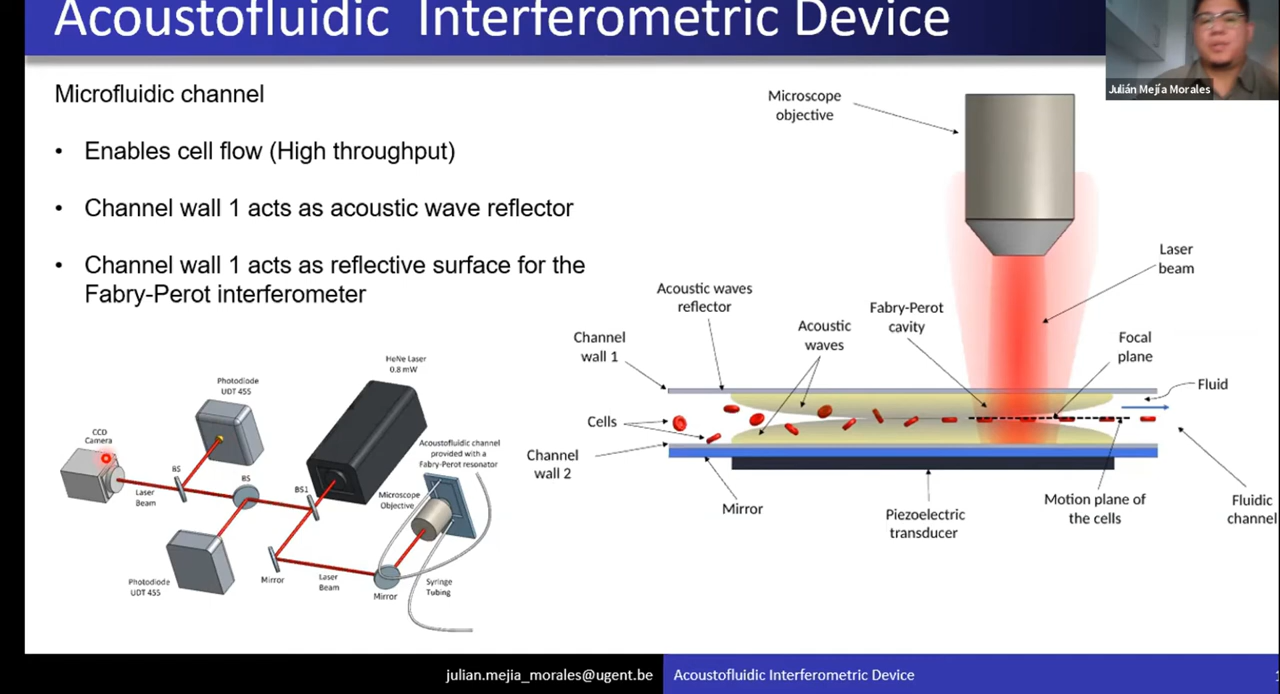 Acoustofluidic Interferometric Device
Julián Mejía Morales
Microfluidic channel
• Enables cell flow (High throughput)
• Channel wall 1 acts as acoustic wave reflector
• Channel wall 1 acts as reflective surface for the
Fabry-Perot interferometer
Microscope
objective
Laser
beam
Acoustic waves
reflector
Fabry-Perot
cavity
Acoustic
waves
Channel
wall 1
Focal
plane
Fluid
Cells
Channel
wall 2
Mirror
Piezoelectric
transducer
Motion plane of
the cells
Fluidic
channel
HeNe Laser
0.8 mW
Photodiode
UDT 455
CCD
Camera
BS
Laser
Beam
BS
BS1
Acoustofluidic channel
provided with a
Fabry-Perot resonator
Microscope
Objective
Photodiode
UDT 455
Mirror
Laser
Beam
Mirror
Syringe
Tubing
julian.mejia_morales@ugent.be
Acoustofluidic Interferometric Device